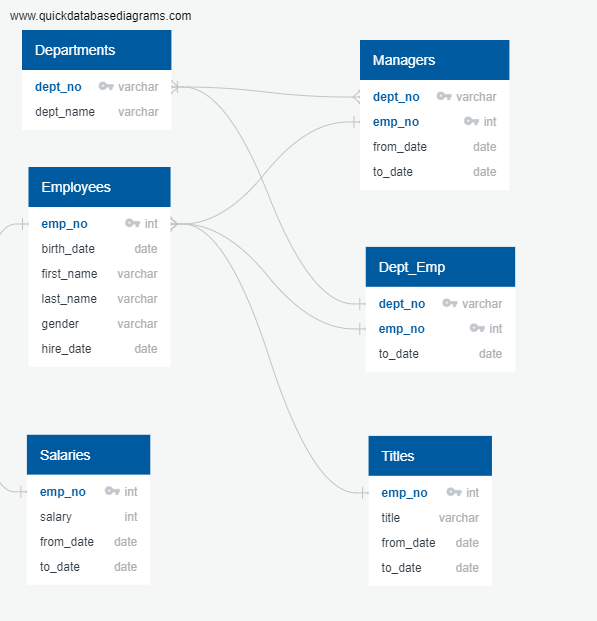 www.quickdatabasediagrams.com
Departments
dept_no varchar
dept_name varchar
Employees
emp_no int
birth_date date
first_name varchar
last_name varchar
gender varchar
hire_date date
Salaries
emp_no int
salary int
from_date date
to_date date
Managers
dept_no varchar
emp_no int
from_date date
to_date date
Dept_Emp
dept_no varchar
emp_no int
to_date date
Titles
emp_no int
title varchar
from_date date
to_date date